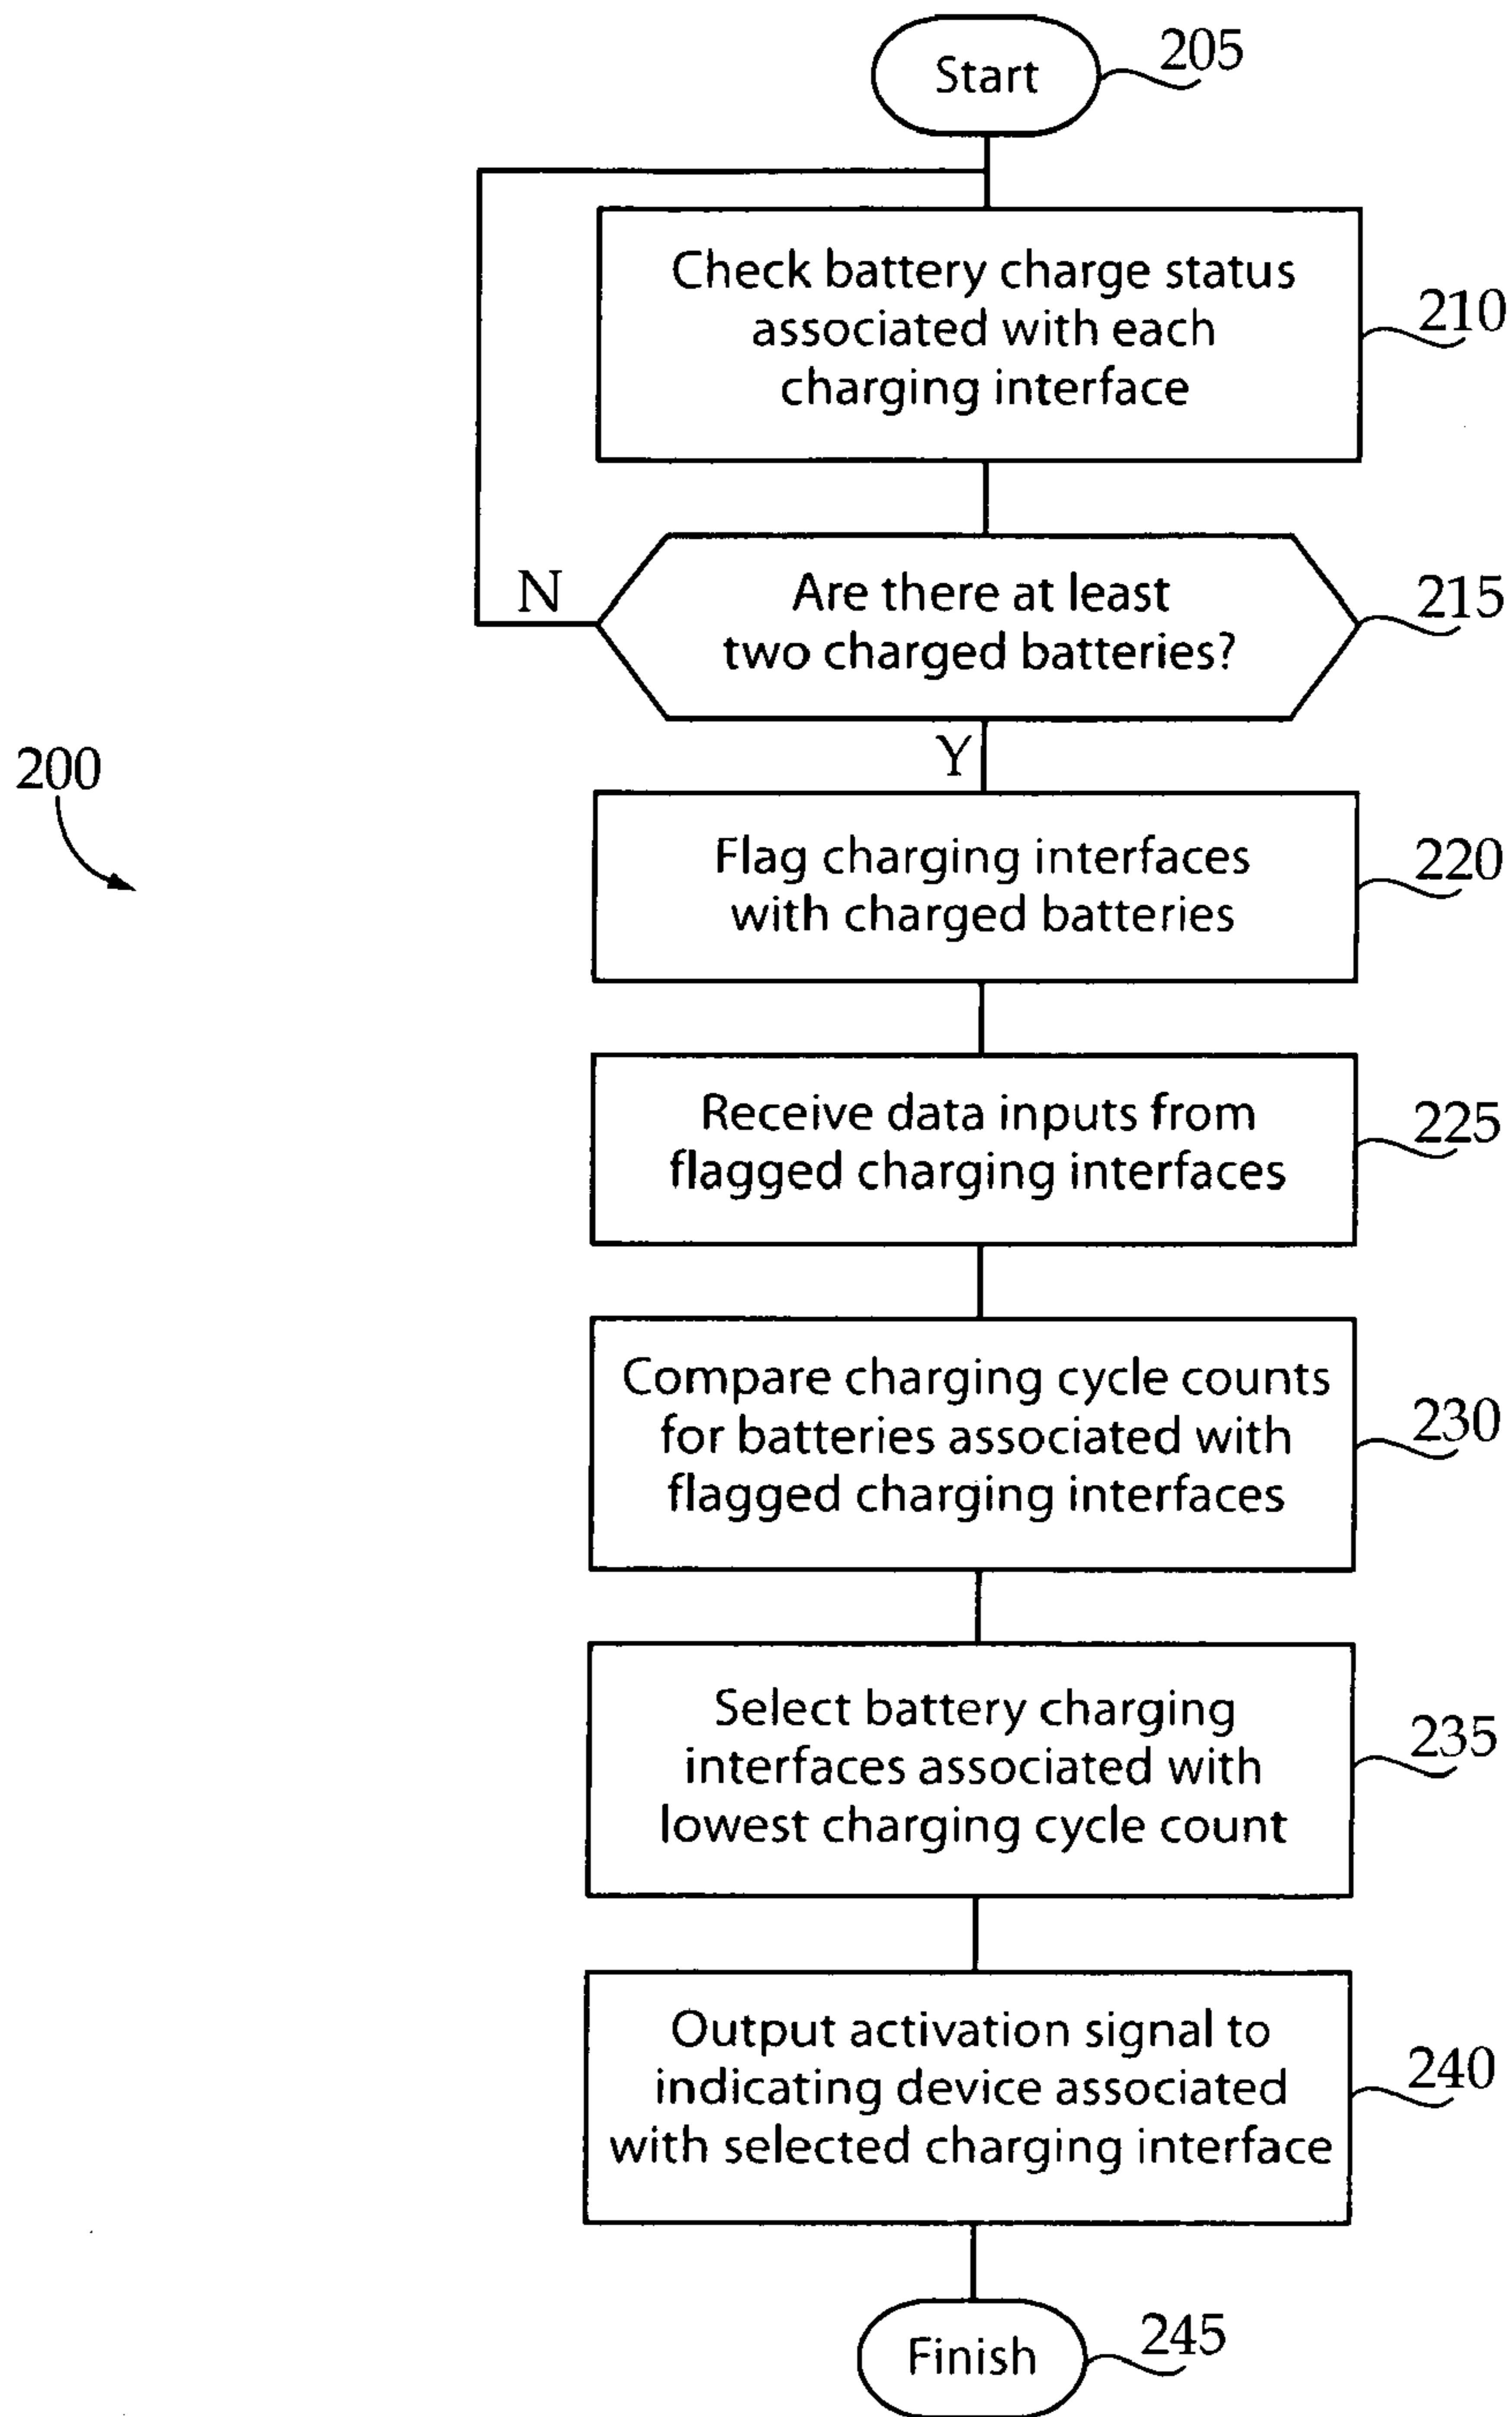 Start
205
Check battery charge status
associated with each
charging interface
210
Are there at least
two charged batteries?
215
N
Y
200
Flag charging interfaces
with charged batteries
220
Receive data inputs from
flagged charging interfaces
225
Compare charging cycle counts
for batteries associated with
flagged charging interfaces
230
Select battery charging
interfaces associated with
lowest charging cycle count
235
Output activation signal to
indicating device associated
with selected charging interface
240
Finish
245